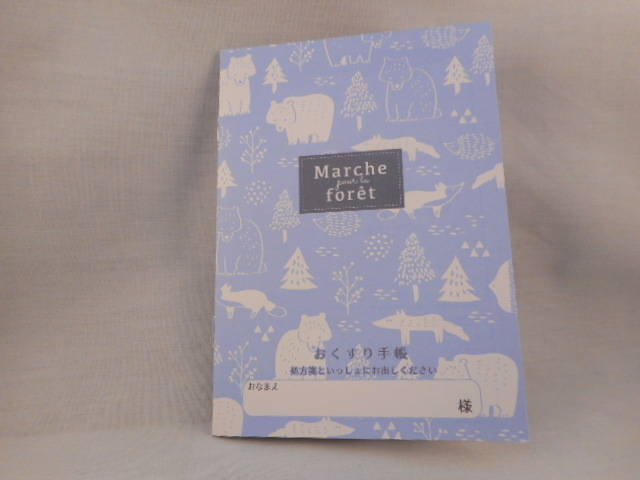 Marche
pour la
forêt
おくすり手帳
処方箋といっしょにお出しください
おなまえ
様